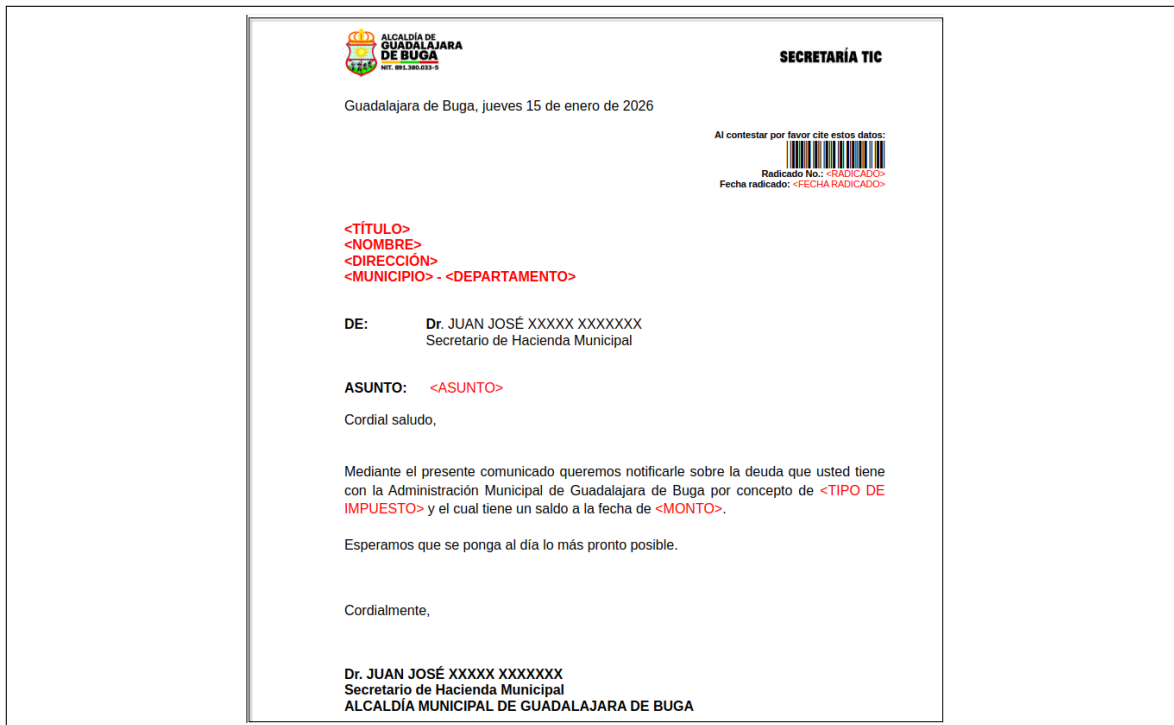 ALCALDÍA DE
GUADALAJARA
DE BUGA
NIT. 891.380.033-5
SECRETARÍA TIC
Guadalajara de Buga, jueves 15 de enero de 2026
Al contestar por favor cite estos datos:
Radicado No.: <RADICADO>
Fecha radicado: <FECHA RADICADO>
<TÍTULO>
<NOMBRE>
<DIRECCIÓN>
<MUNICIPIO> - <DEPARTAMENTO>
DE: Dr. JUAN JOSÉ XXXXX XXXXXXX
Secretario de Hacienda Municipal
ASUNTO: <ASUNTO>
Cordial saludo,
Mediante el presente comunicado queremos notificarle sobre la deuda que usted tiene
con la Administración Municipal de Guadalajara de Buga por concepto de <TIPO DE
IMPUESTO> y el cual tiene un saldo a la fecha de <MONTO>.
Esperamos que se ponga al día lo más pronto posible.
Cordialmente,
Dr. JUAN JOSÉ XXXXX XXXXXXX
Secretario de Hacienda Municipal
ALCALDÍA MUNICIPAL DE GUADALAJARA DE BUGA